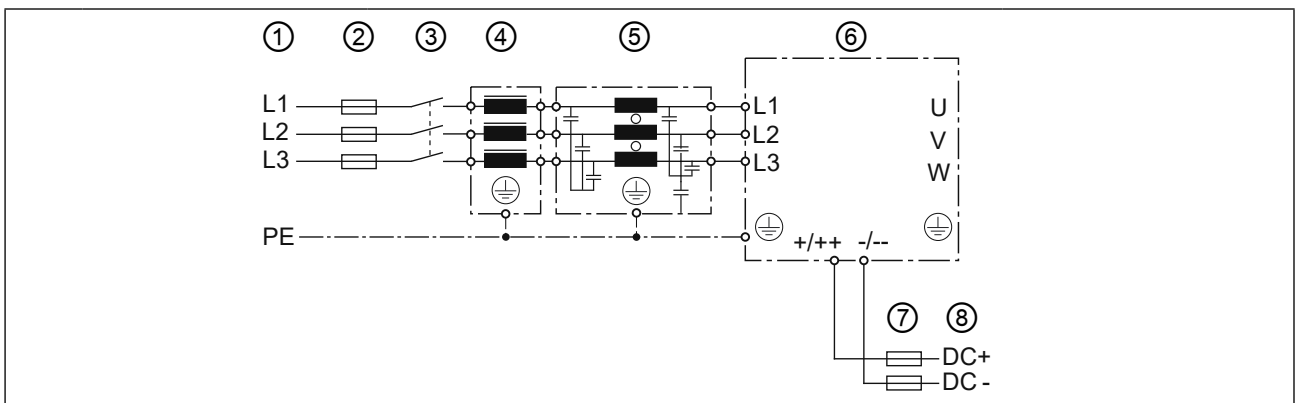 ① ② ③ ④ ⑤ ⑥
L1 L1 U
L2 L2 V
L3 L3 W
PE +/++ -/--
⑦ ⑧
DC+
DC -